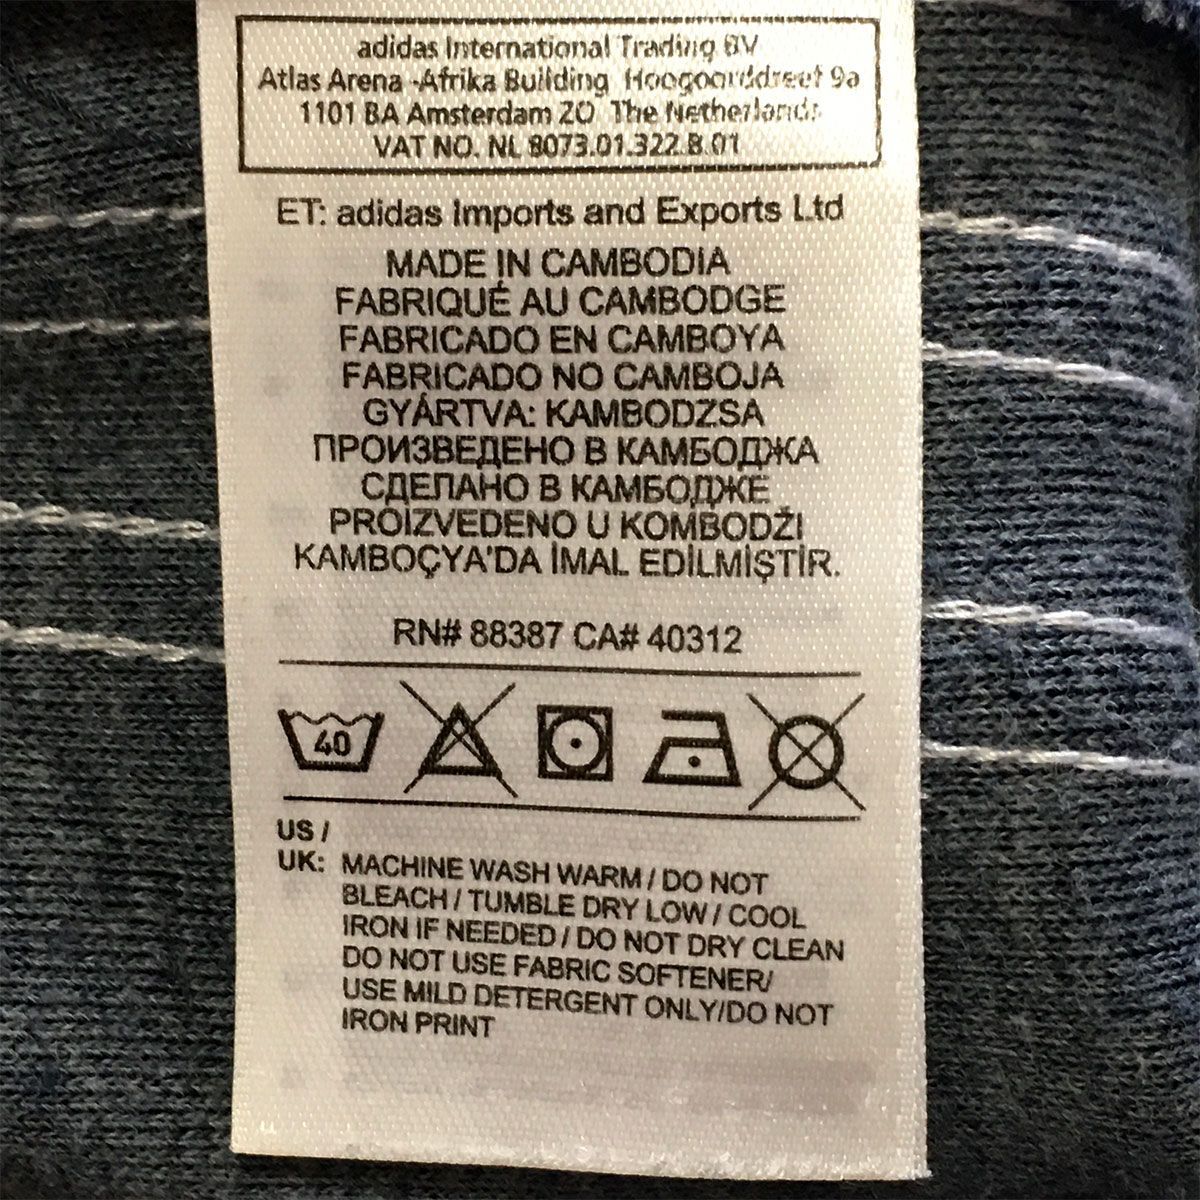 adidas International Trading BV
Atlas Arena -Afrika Building Hoogoorddreef 9a
1101 BA Amsterdam ZO The Netherlands
VAT NO. NL 8073.01.322.B.01
ET: adidas Imports and Exports Ltd
MADE IN CAMBODIA
FABRIQUÉ AU CAMBODGE
FABRICADO EN CAMBOYA
FABRICADO NO CAMBOJA
GYÁRTVA: KAMBODZSA
ПРОИЗВЕДЕНО В КАМБОДЖА
СДЕЛАНО В КАМБОДЖЕ
PROIZVEDENO U KOMBODŽI
KAMBOÇYA'DA İMAL EDİLMİŞTİR.
RN# 88387 CA# 40312
40
US /
UK: MACHINE WASH WARM / DO NOT
BLEACH / TUMBLE DRY LOW / COOL
IRON IF NEEDED / DO NOT DRY CLEAN
DO NOT USE FABRIC SOFTENER/
USE MILD DETERGENT ONLY/DO NOT
IRON PRINT